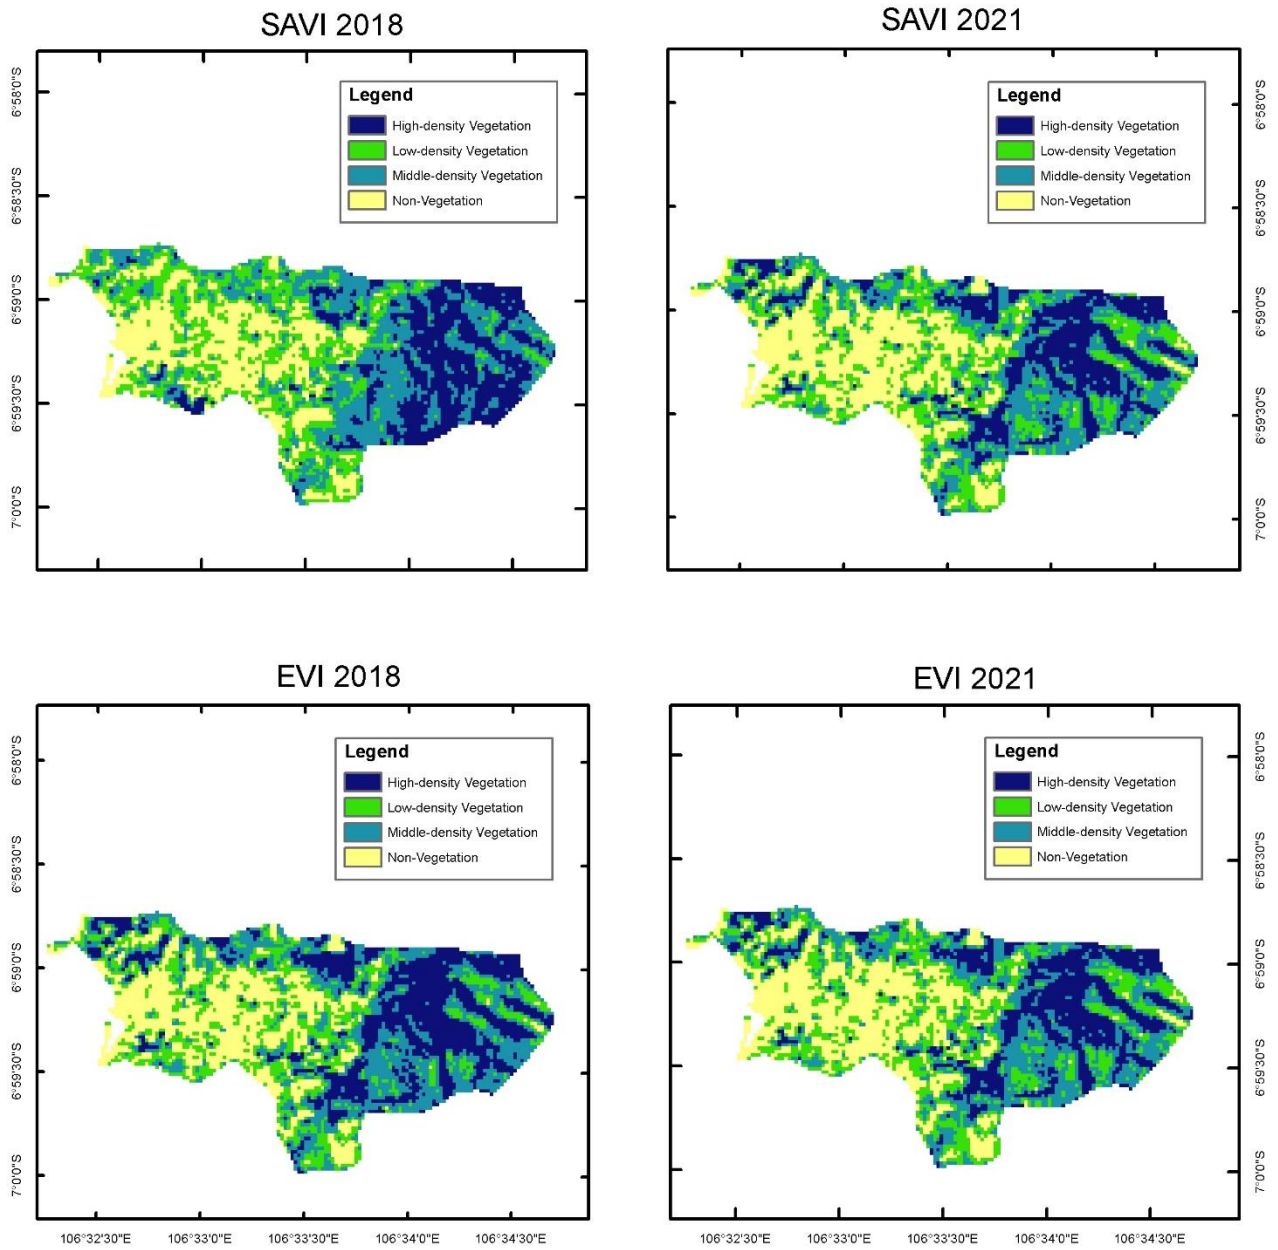 SAVI 2018
SAVI 2021
6°58'0"S
6°58'30"S
6°59'0"S
6°59'30"S
7°0'0"S
Legend
High-density Vegetation
Low-density Vegetation
Middle-density Vegetation
Non-Vegetation
Legend
High-density Vegetation
Low-density Vegetation
Middle-density Vegetation
Non-Vegetation
6°58'0"S
6°58'30"S
6°59'0"S
6°59'30"S
7°0'0"S
EVI 2018
EVI 2021
6°58'0"S
6°58'30"S
6°59'0"S
6°59'30"S
7°0'0"S
Legend
High-density Vegetation
Low-density Vegetation
Middle-density Vegetation
Non-Vegetation
Legend
High-density Vegetation
Low-density Vegetation
Middle-density Vegetation
Non-Vegetation
6°58'0"S
6°58'30"S
6°59'0"S
6°59'30"S
7°0'0"S
106°32'30"E 106°33'0"E 106°33'30"E 106°34'0"E 106°34'30"E
106°32'30"E 106°33'0"E 106°33'30"E 106°34'0"E 106°34'30"E